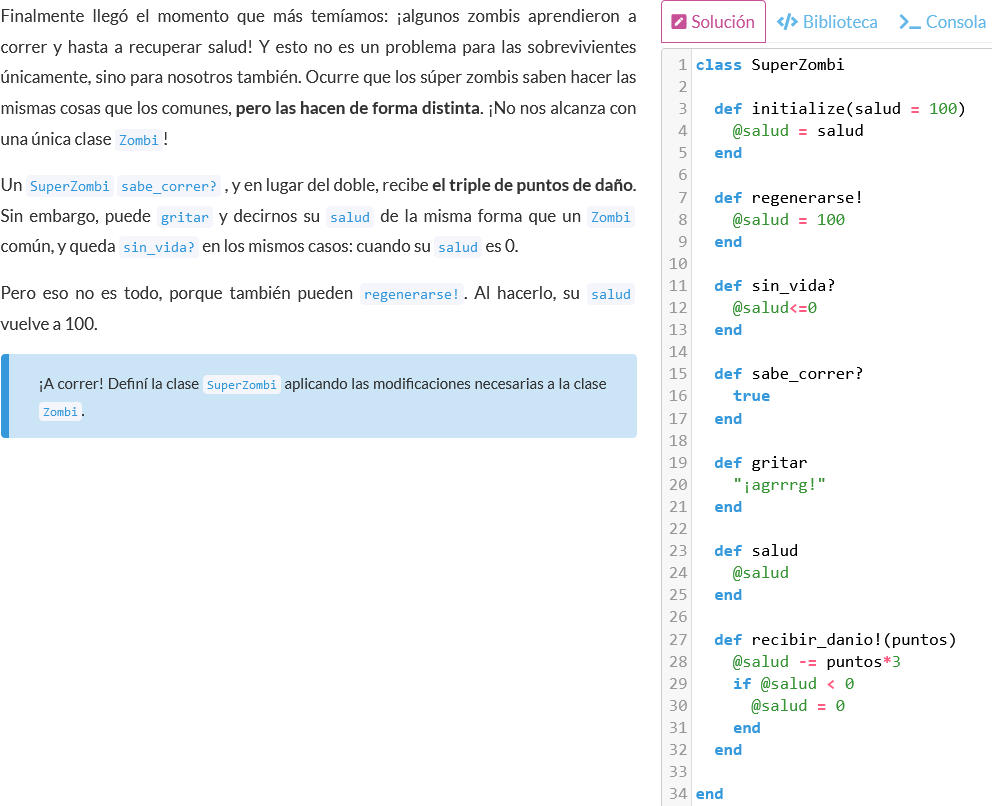 Finalmente llegó el momento que más temíamos: ¡algunos zombis aprendieron a
correr y hasta a recuperar salud! Y esto no es un problema para las sobrevivientes
únicamente, sino para nosotros también. Ocurre que los súper zombis saben hacer las
mismas cosas que los comunes, pero las hacen de forma distinta. ¡No nos alcanza con
una única clase Zombi!
Un SuperZombi sabe_correr? , y en lugar del doble, recibe el triple de puntos de daño.
Sin embargo, puede gritar y decirnos su salud de la misma forma que un Zombi
común, y queda sin_vida? en los mismos casos: cuando su salud es 0.
Pero eso no es todo, porque también pueden regenerarse! . Al hacerlo, su salud
vuelve a 100.
¡A correr! Definí la clase SuperZombi aplicando las modificaciones necesarias a la clase
Zombi .
Solución </> Biblioteca >_ Consola
1 class SuperZombi
2
3 def initialize(salud = 100)
4 @salud = salud
5 end
6
7 def regenerarse!
8 @salud = 100
9 end
10
11 def sin_vida?
12 @salud<=0
13 end
14
15 def sabe_correr?
16 true
17 end
18
19 def gritar
20 "¡agrrrg!"
21 end
22
23 def salud
24 @salud
25 end
26
27 def recibir_danio!(puntos)
28 @salud -= puntos*3
29 if @salud < 0
30 @salud = 0
31 end
32 end
33
34 end